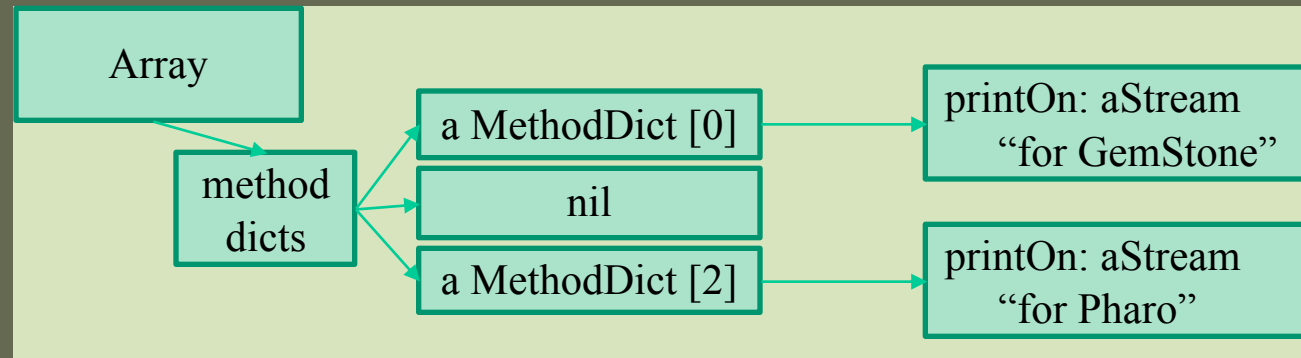 Array
method
dicts
a MethodDict [0]
nil
a MethodDict [2]
printOn: aStream
“for GemStone”
printOn: aStream
“for Pharo”